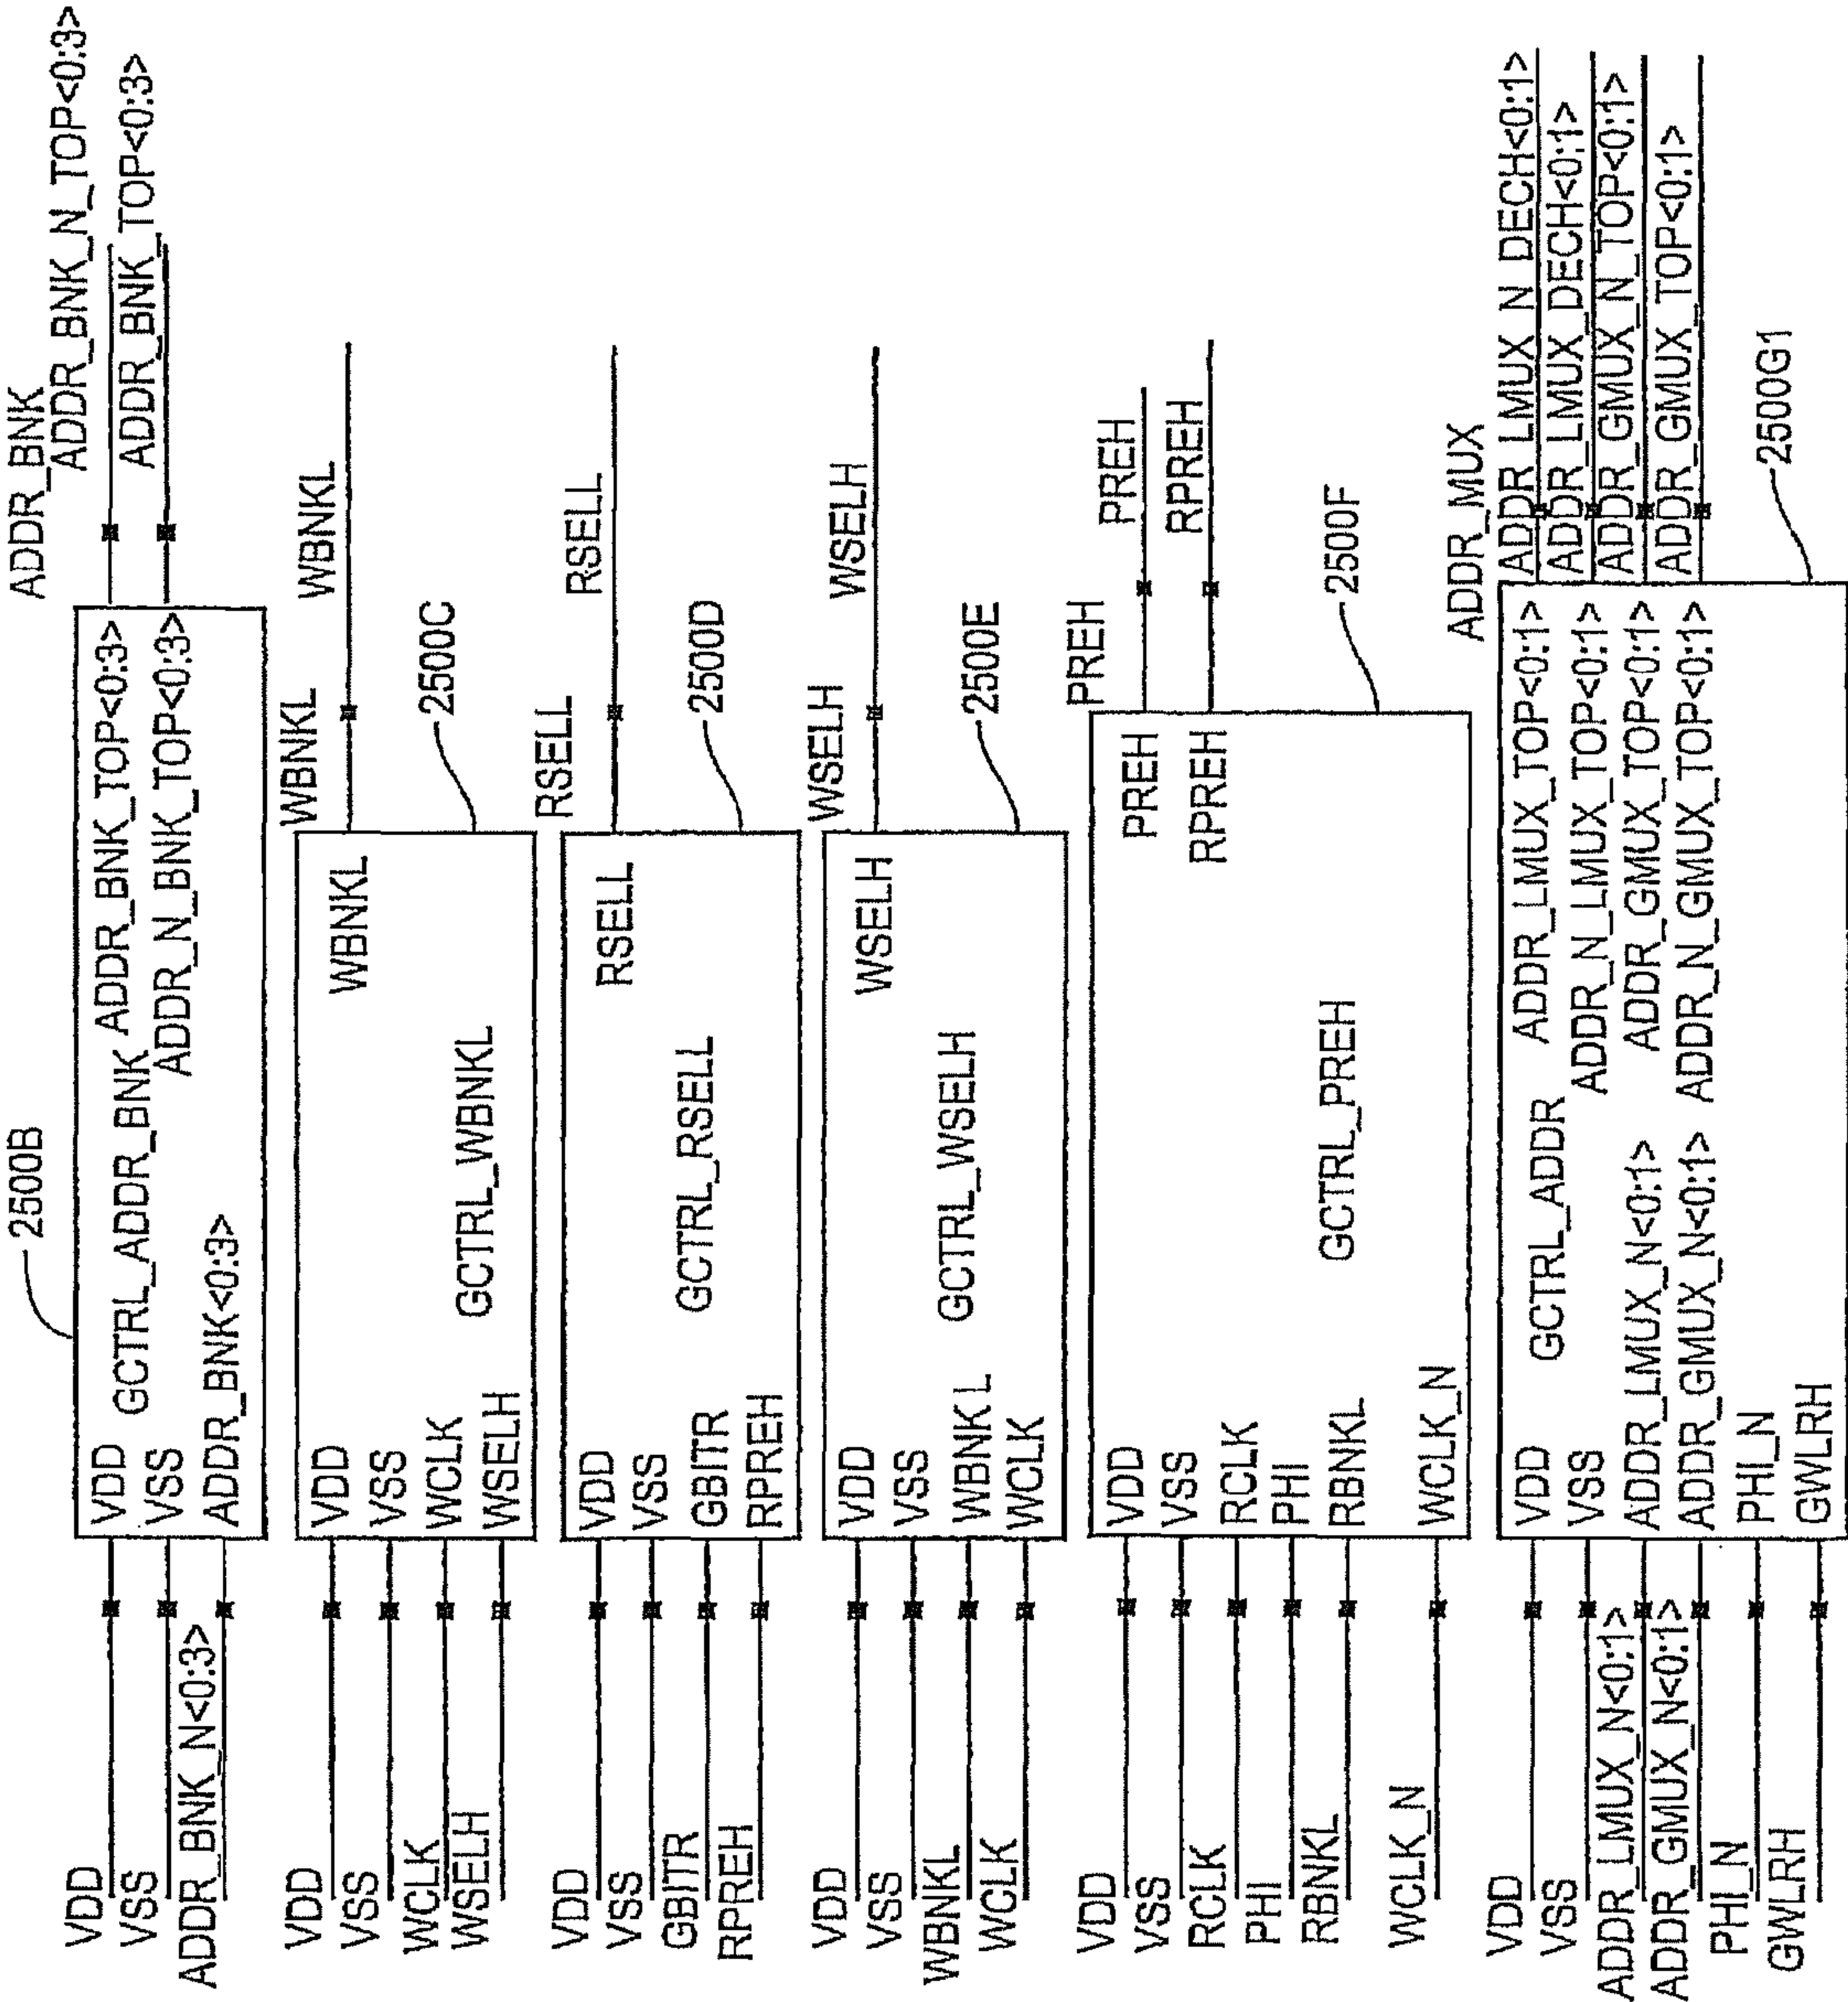 2500B
ADDR_BNK
VDD
VSS
ADDR_BNK_N<0:3>
VDD
VSS
ADDR_BNK<0:3>
GCTRL_ADDR_BNK
ADDR_BNK_TOP<0:3>
ADDR_N_BNK_TOP<0:3>
ADDR_BNK_N_TOP<0:3>
ADDR_BNK_TOP<0:3>
VDD
VSS
WCLK
WSELH
VDD
VSS
WCLK
WSELH
GCTRL_WBNKL
WBNKL
WBNKL
WBNKL
2500C
VDD
VSS
GBITR
RPREH
VDD
VSS
GBITR
RPREH
GCTRL_RSELL
RSELL
RSELL
RSELL
2500D
VDD
VSS
WBNKL
WCLK
VDD
VSS
WBNKL
WCLK
GCTRL_WSELH
WSELH
WSELH
WSELH
2500E
VDD
VSS
RCLK
PHI
RBNKL
WCLK_N
VDD
VSS
RCLK
PHI
RBNKL
WCLK_N
GCTRL_PREH
PREH
RPREH
PREH
PREH
RPREH
2500F
ADDR_MUX
VDD
VSS
ADDR_LMUX_N<0:1>
ADDR_GMUX_N<0:1>
PHI_N
GWLRH
VDD
VSS
ADDR_LMUX_N<0:1>
ADDR_GMUX_N<0:1>
PHI_N
GWLRH
GCTRL_ADDR
ADDR_LMUX_TOP<0:1>
ADDR_N_LMUX_TOP<0:1>
ADDR_GMUX_TOP<0:1>
ADDR_N_GMUX_TOP<0:1>
ADDR_LMUX_N_DECH<0:1>
ADDR_LMUX_DECH<0:1>
ADDR_GMUX_N_TOP<0:1>
ADDR_GMUX_TOP<0:1>
2500G1